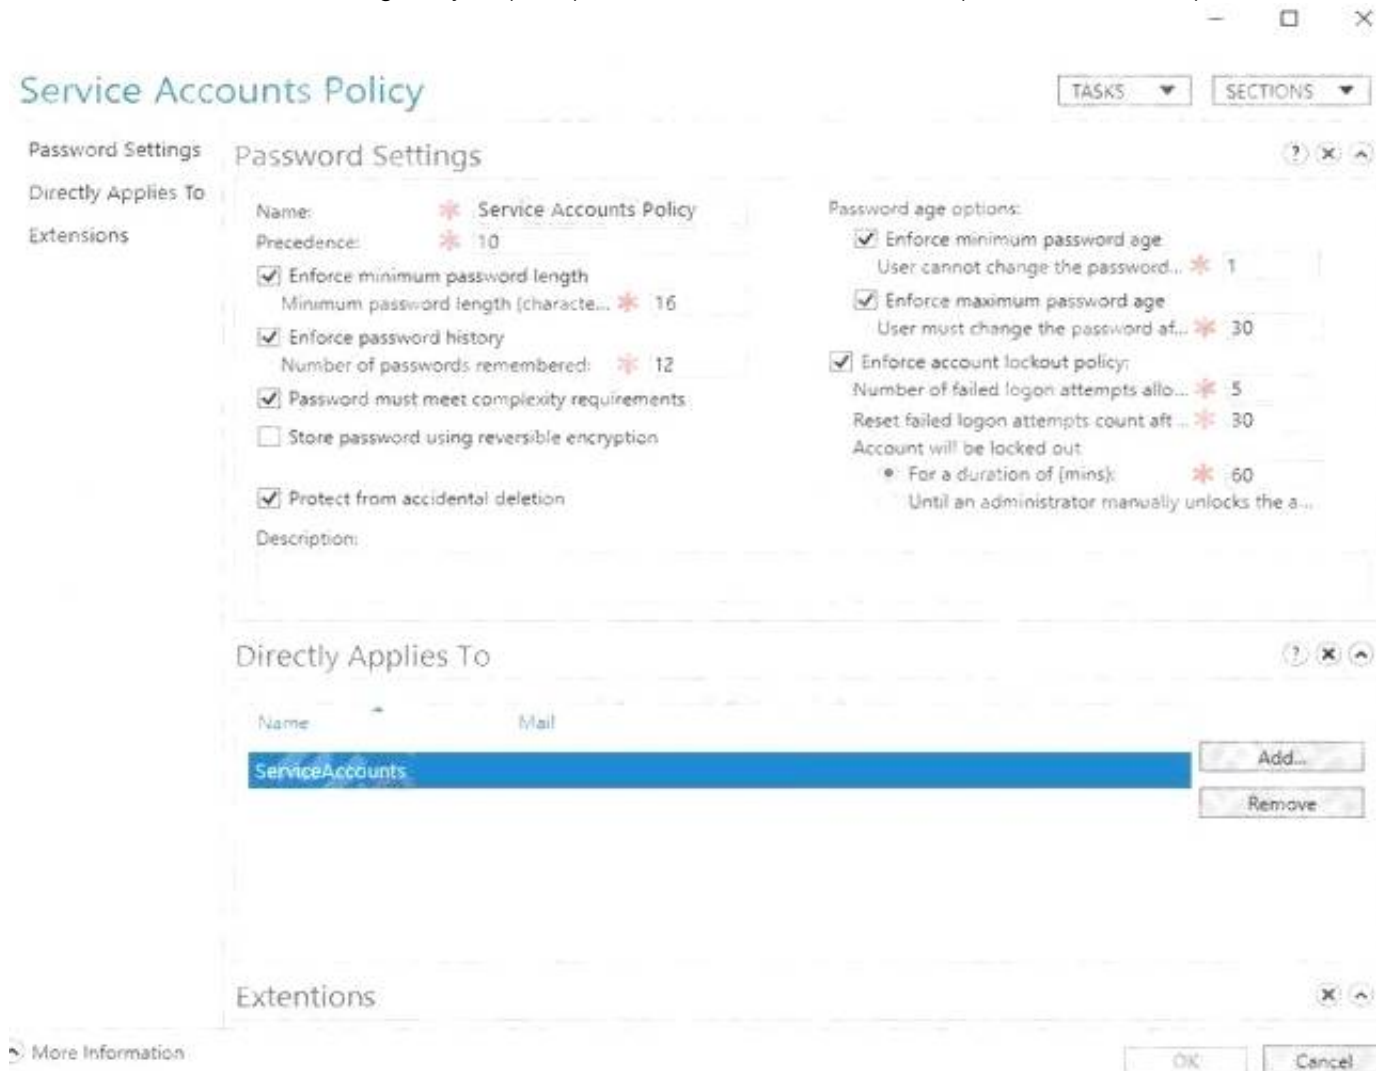 Service Accounts Policy
TASKS
SECTIONS
Password Settings
Directly Applies To
Extensions
Password Settings
Name: * Service Accounts Policy
Precedence: * 10
Enforce minimum password length
Minimum password length (characte... * 16
Enforce password history
Number of passwords remembered: * 12
Password must meet complexity requirements
Store password using reversible encryption
Protect from accidental deletion
Description:
Password age options:
Enforce minimum password age
User cannot change the password... * 1
Enforce maximum password age
User must change the password af... * 30
Enforce account lockout policy:
Number of failed logon attempts allo... * 5
Reset failed logon attempts count aft ... * 30
Account will be locked out
For a duration of (mins): * 60
Until an administrator manually unlocks the a...
Directly Applies To
Name Mail
ServiceAccounts
Add...
Remove
Extentions
More Information
OK Cancel